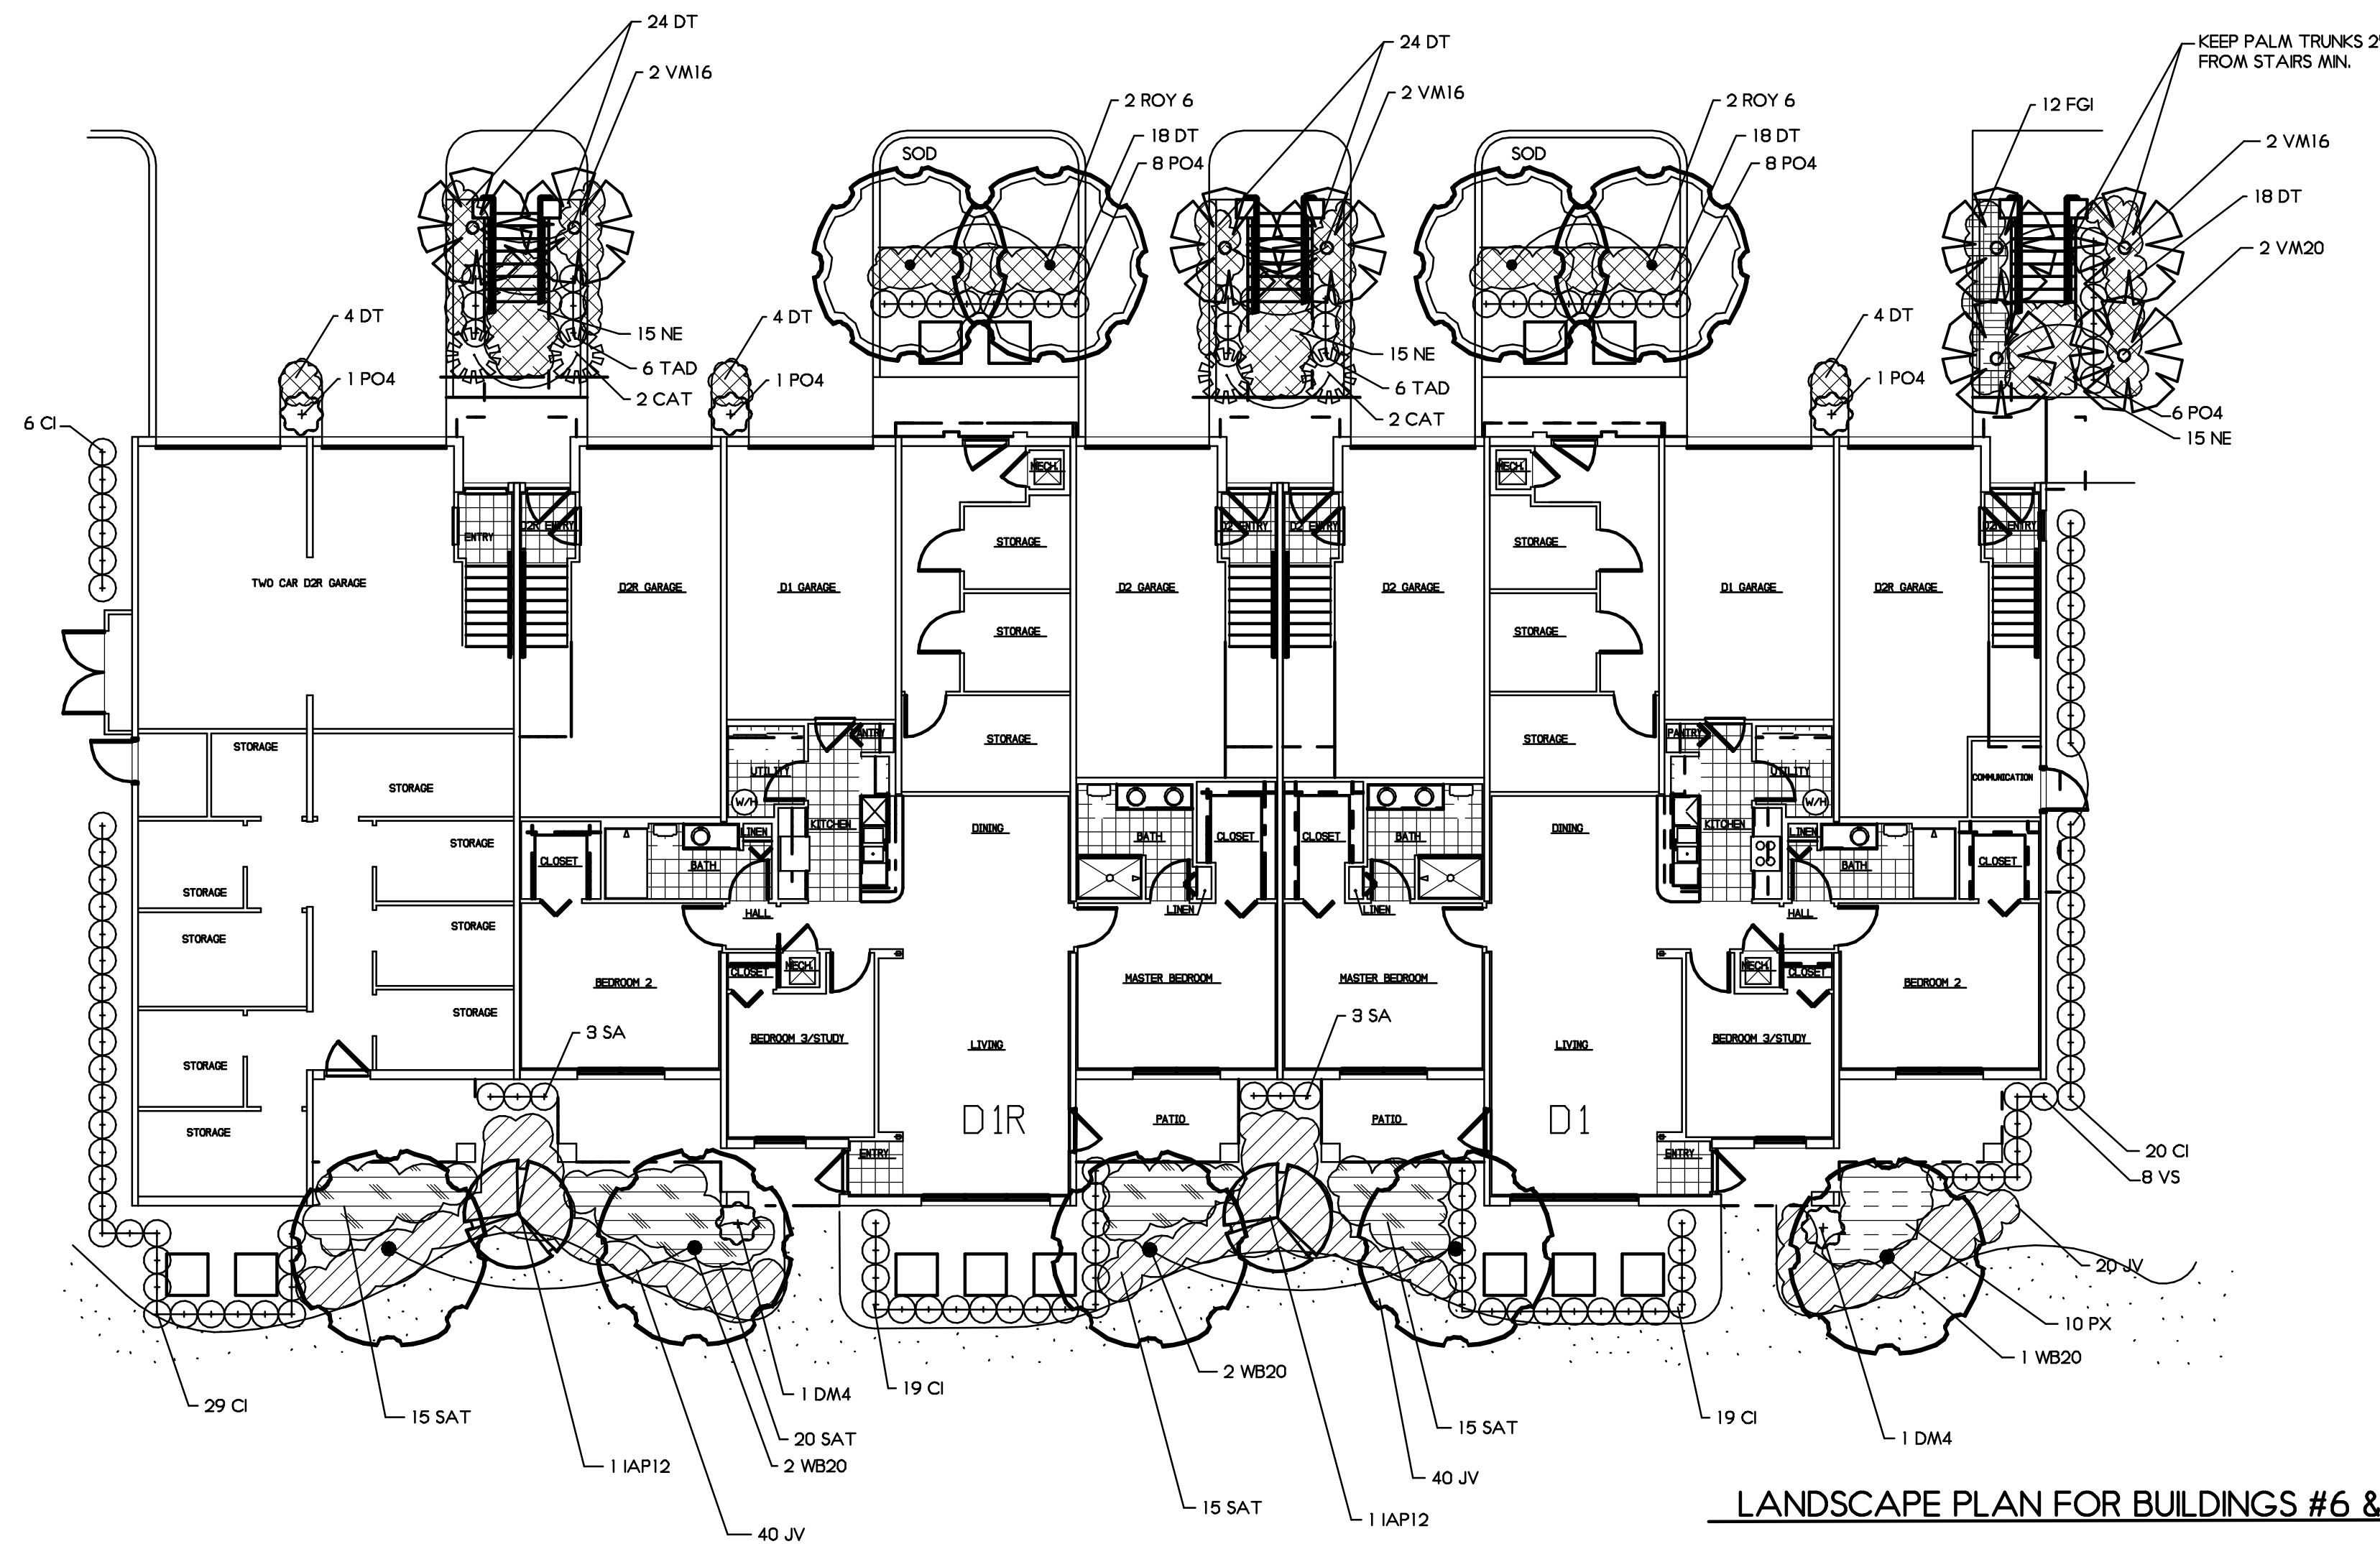 24 DT
2 VM16
24 DT
2 VM16
2 ROY 6
18 DT
8 PO4
2 ROY 6
18 DT
8 PO4
KEEP PALM TRUNKS 2'
FROM STAIRS MIN.
12 FGI
2 VM16
18 DT
2 VM20
SOD
SOD
4 DT
1 PO4
15 NE
6 TAD
2 CAT
4 DT
1 PO4
15 NE
6 TAD
2 CAT
4 DT
1 PO4
6 PO4
15 NE
6 CI
MECH.
MECH.
ENTRY
D2R ENTRY
D2 ENTRY
D2 ENTRY
D2R ENTRY
STORAGE
STORAGE
TWO CAR D2R GARAGE
D2R GARAGE
D1 GARAGE
D2 GARAGE
D2 GARAGE
D1 GARAGE
D2R GARAGE
STORAGE
STORAGE
STORAGE
STORAGE
STORAGE
STORAGE
PANTRY
PANTRY
UTILITY
UTILITY
COMMUNICATION
W/H
W/H
KITCHEN
KITCHEN
DINING
DINING
LINEN
LINEN
STORAGE
CLOSET
BATH
BATH
CLOSET
CLOSET
BATH
BATH
CLOSET
STORAGE
STORAGE
STORAGE
STORAGE
HALL
LINEN
LINEN
HALL
CLOSET
MECH.
MECH.
CLOSET
BEDROOM 2
MASTER BEDROOM
MASTER BEDROOM
BEDROOM 2
STORAGE
3 SA
3 SA
BEDROOM 3/STUDY
LIVING
LIVING
BEDROOM 3/STUDY
STORAGE
STORAGE
D1R
PATIO
PATIO
D1
ENTRY
ENTRY
20 CI
8 VS
20 JV
10 PX
1 WB20
2 WB20
1 DM4
19 CI
29 CI
15 SAT
20 SAT
2 WB20
1 IAP12
40 JV
15 SAT
15 SAT
40 JV
1 IAP12
19 CI
1 DM4
LANDSCAPE PLAN FOR BUILDINGS #6 &